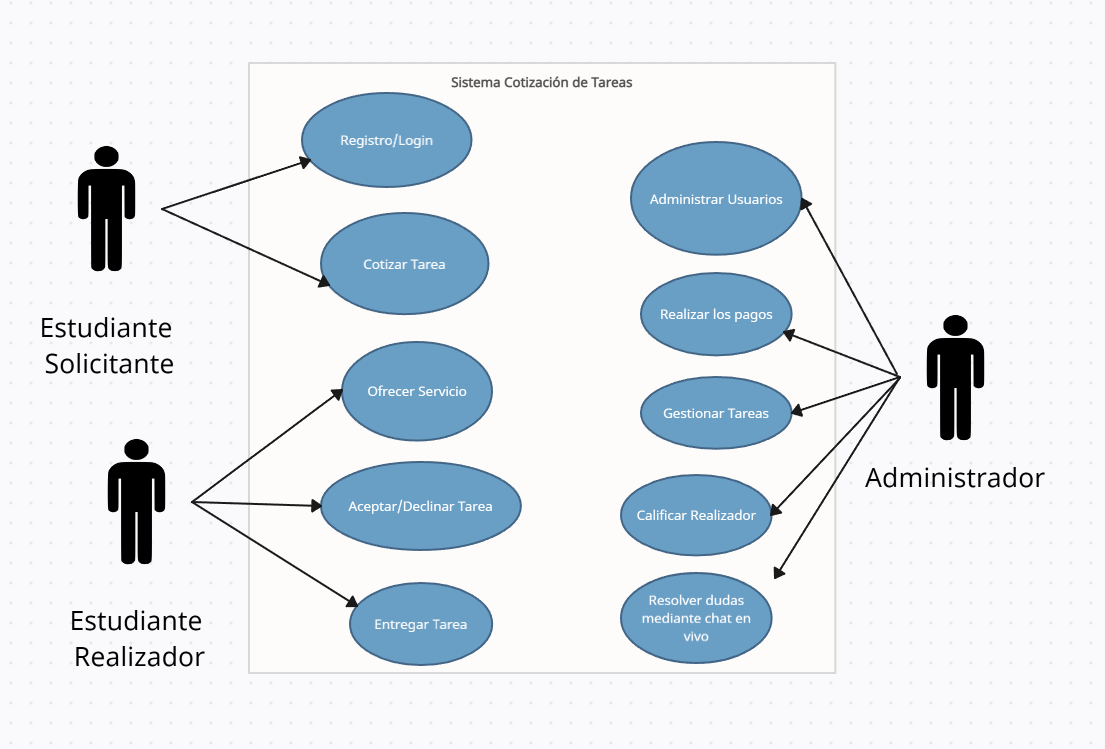 Sistema Cotización de Tareas
Registro/Login
Cotizar Tarea
Ofrecer Servicio
Aceptar/Declinar Tarea
Entregar Tarea
Administrar Usuarios
Realizar los pagos
Gestionar Tareas
Calificar Realizador
Resolver dudas
mediante chat en
vivo
Estudiante
Solicitante
Estudiante
Realizador
Administrador